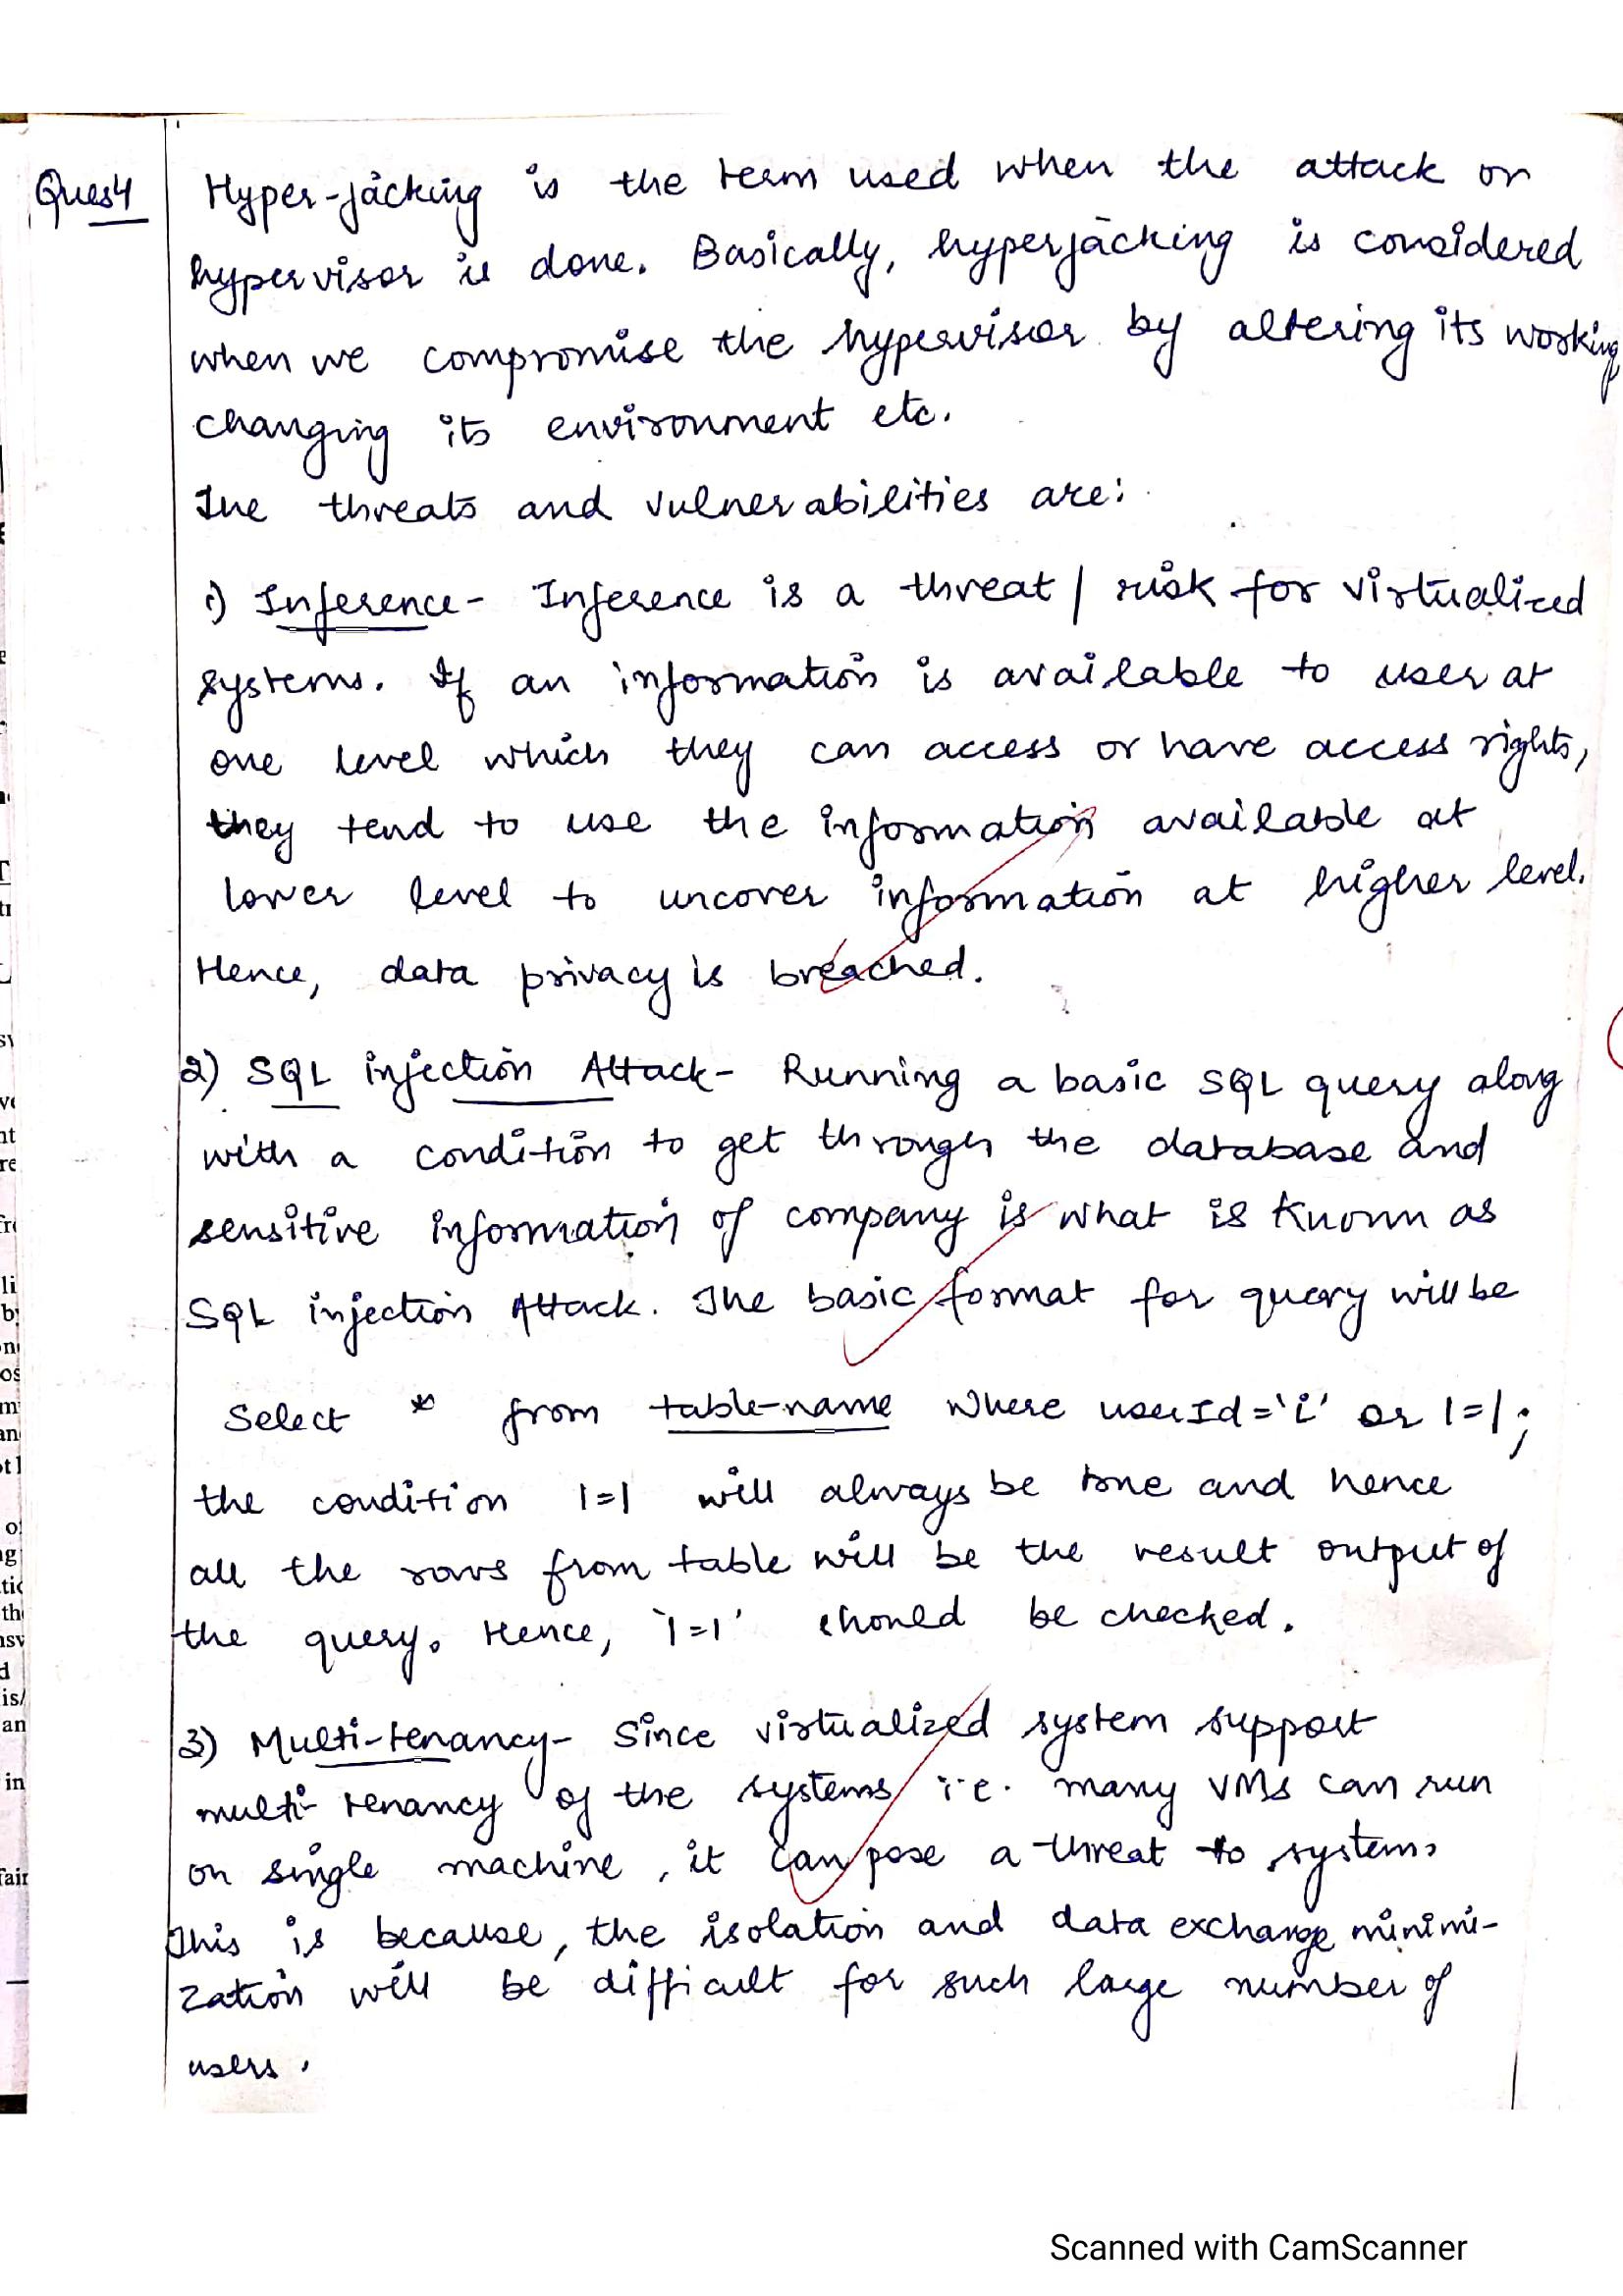 Ques4
Hyper-jacking is the term used when the attack on
hypervisor is done. Basically, hyperjacking is considered
when we compromise the hypervisor by altering its working
changing its environment etc.
The threats and vulnerabilities are:
1) Inference- Inference is a threat / risk for virtualized
systems. If an information is available to user at
one level which they can access or have access rights,
they tend to use the information available at
lower level to uncover information at higher level.
Hence, data privacy is breached.
2) SQL injection Attack- Running a basic SQL query along
with a condition to get through the database and
sensitive information of company is what is known as
SQL injection Attack. The basic format for query will be
Select * from table-name where userId='i' or 1=1;
the condition 1=1 will always be true and hence
all the rows from table will be the result output of
the query. Hence, '1=1' should be checked.
3) Multi-tenancy- Since virtualized system support
multi-tenancy of the systems i.e. many VMs can run
on single machine, it can pose a threat to systems
This is because, the isolation and data exchange minimi-
zation will be difficult for such large number of
users.
Scanned with CamScanner